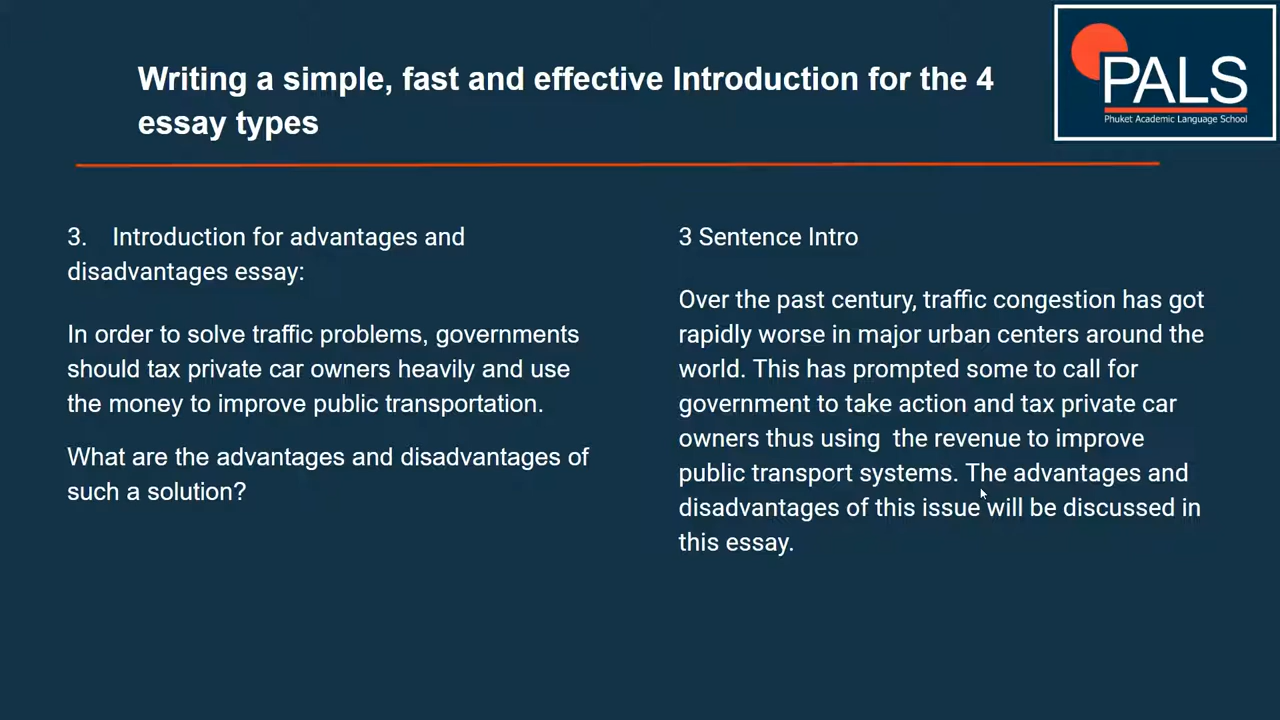 Writing a simple, fast and effective Introduction for the 4
essay types
PALS
Phuket Academic Language School
3. Introduction for advantages and
disadvantages essay:
In order to solve traffic problems, governments
should tax private car owners heavily and use
the money to improve public transportation.
What are the advantages and disadvantages of
such a solution?
3 Sentence Intro
Over the past century, traffic congestion has got
rapidly worse in major urban centers around the
world. This has prompted some to call for
government to take action and tax private car
owners thus using  the revenue to improve
public transport systems. The advantages and
disadvantages of this issue will be discussed in
this essay.